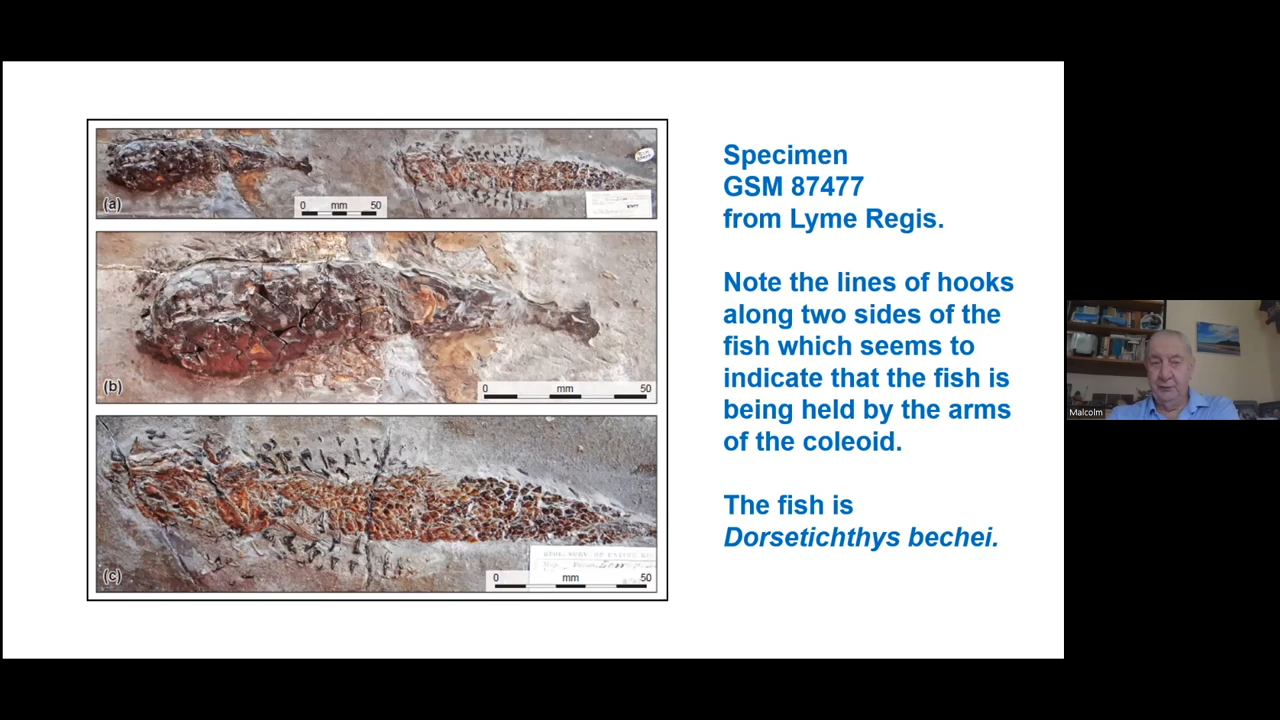 (a)
0 mm 50
(b)
0 mm 50
(c)
0 mm 50
Specimen
GSM 87477
from Lyme Regis.
Note the lines of hooks
along two sides of the
fish which seems to
indicate that the fish is
being held by the arms
of the coleoid.
The fish is
Dorsetichthys bechei.
Malcolm